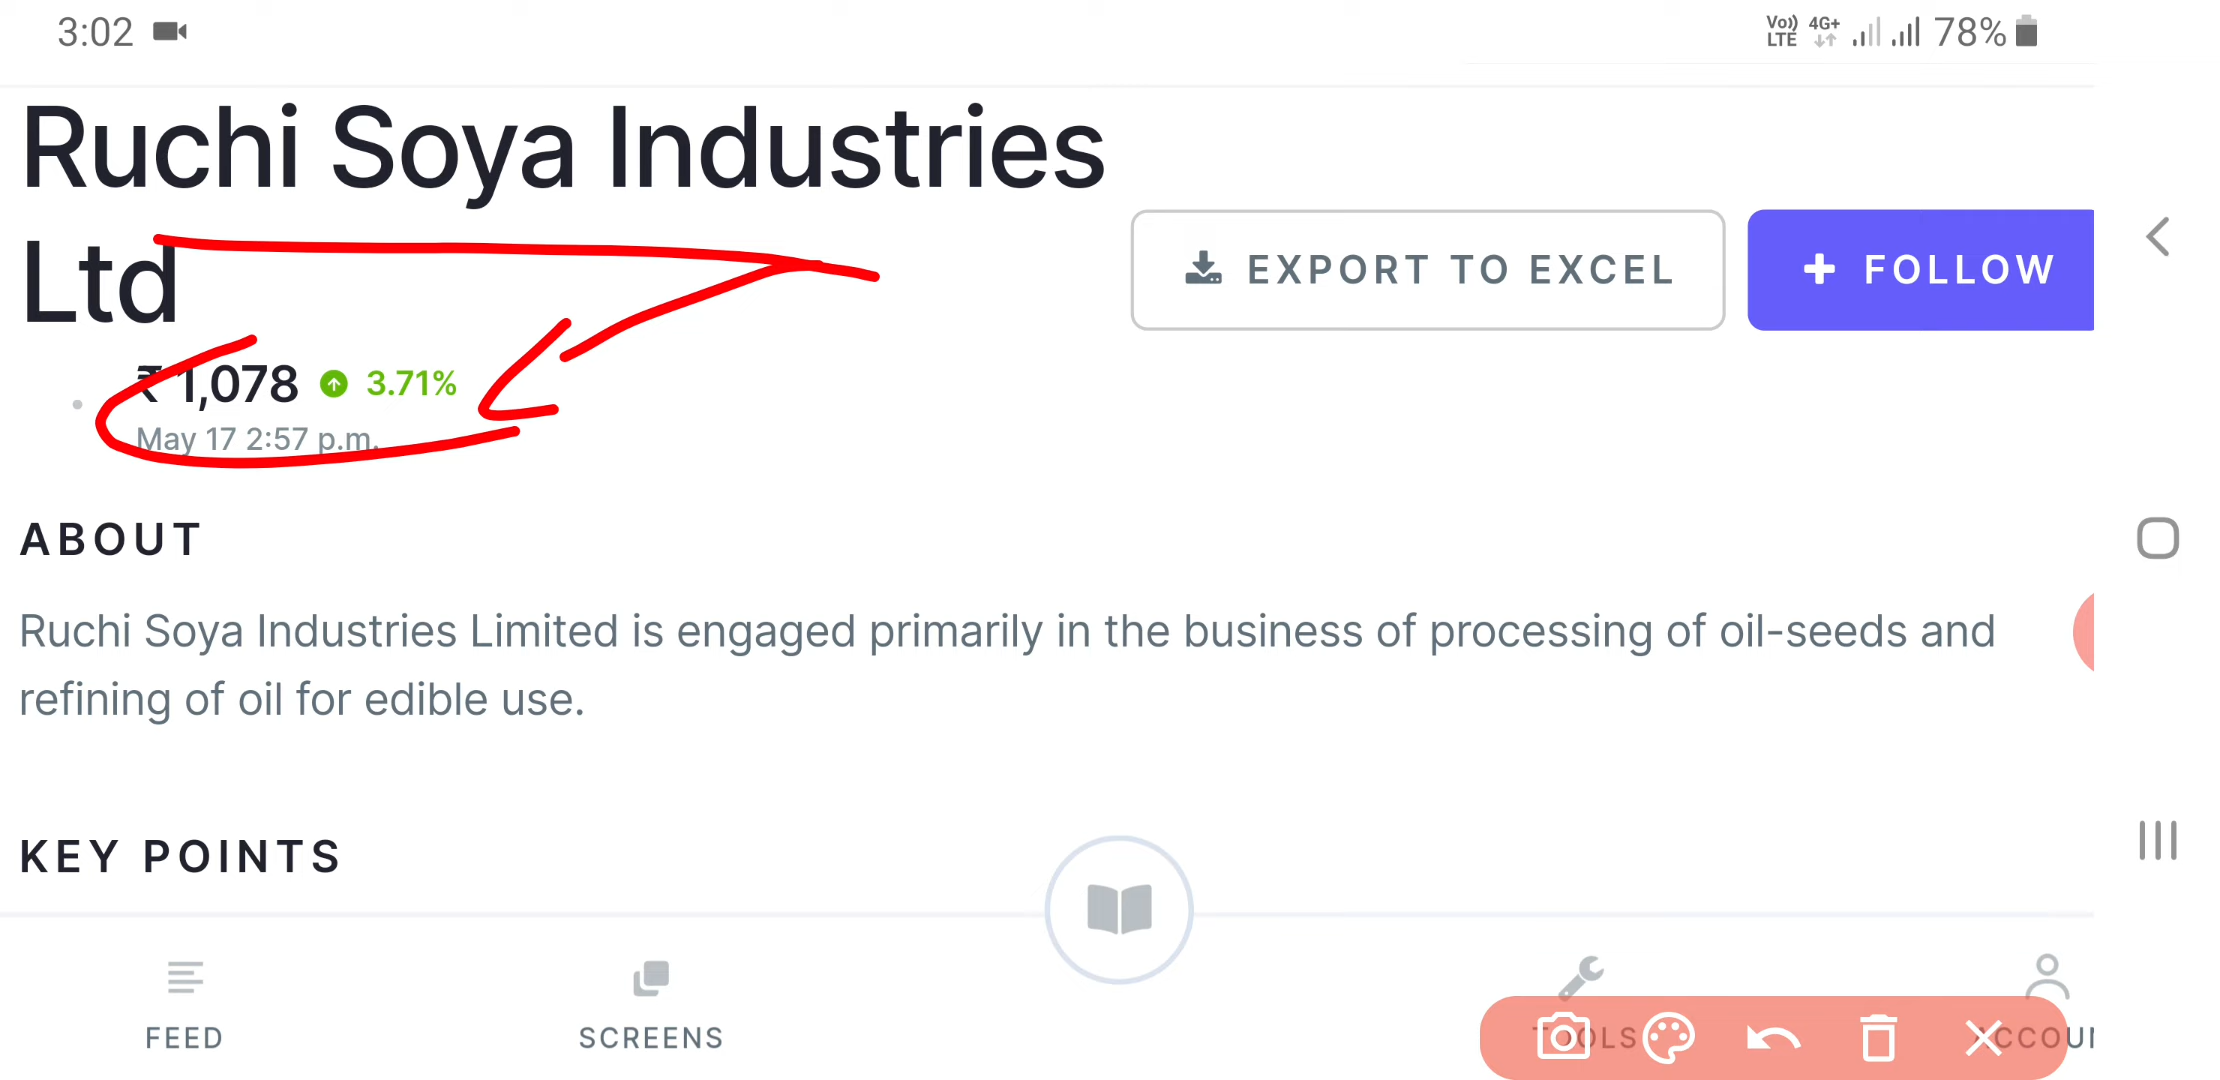 3:02 Vo)) LTE 4G+ 78%
Ruchi Soya Industries
Ltd
EXPORT TO EXCEL
+ FOLLOW
₹ 1,078 3.71%
May 17 2:57 p.m.
ABOUT
Ruchi Soya Industries Limited is engaged primarily in the business of processing of oil-seeds and
refining of oil for edible use.
KEY POINTS
FEED
SCREENS
TOOLS
ACCOUN